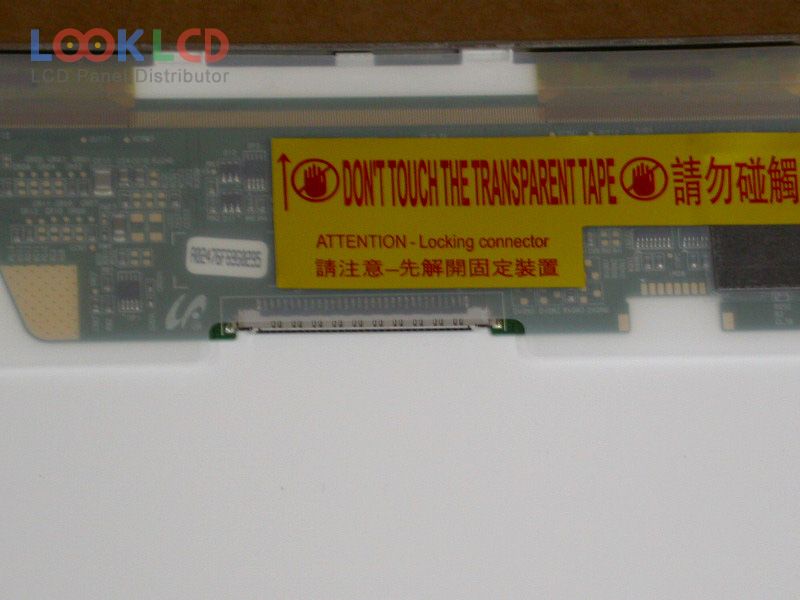 LOOKLCD
LCD Panel Distributor
DON'T TOUCH THE TRANSPARENT TAPE 請勿碰觸
ATTENTION - Locking connector
請注意–先解開固定裝置